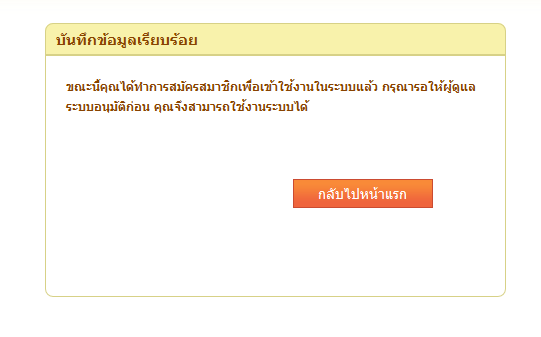 บันทึกข้อมูลเรียบร้อย
ขณะนี้คุณได้ทำการสมัครสมาชิกเพื่อเข้าใช้งานในระบบแล้ว กรุณารอให้ผู้ดูแล
ระบบอนุมัติก่อน คุณจึงสามารถใช้งานระบบได้
กลับไปหน้าแรก